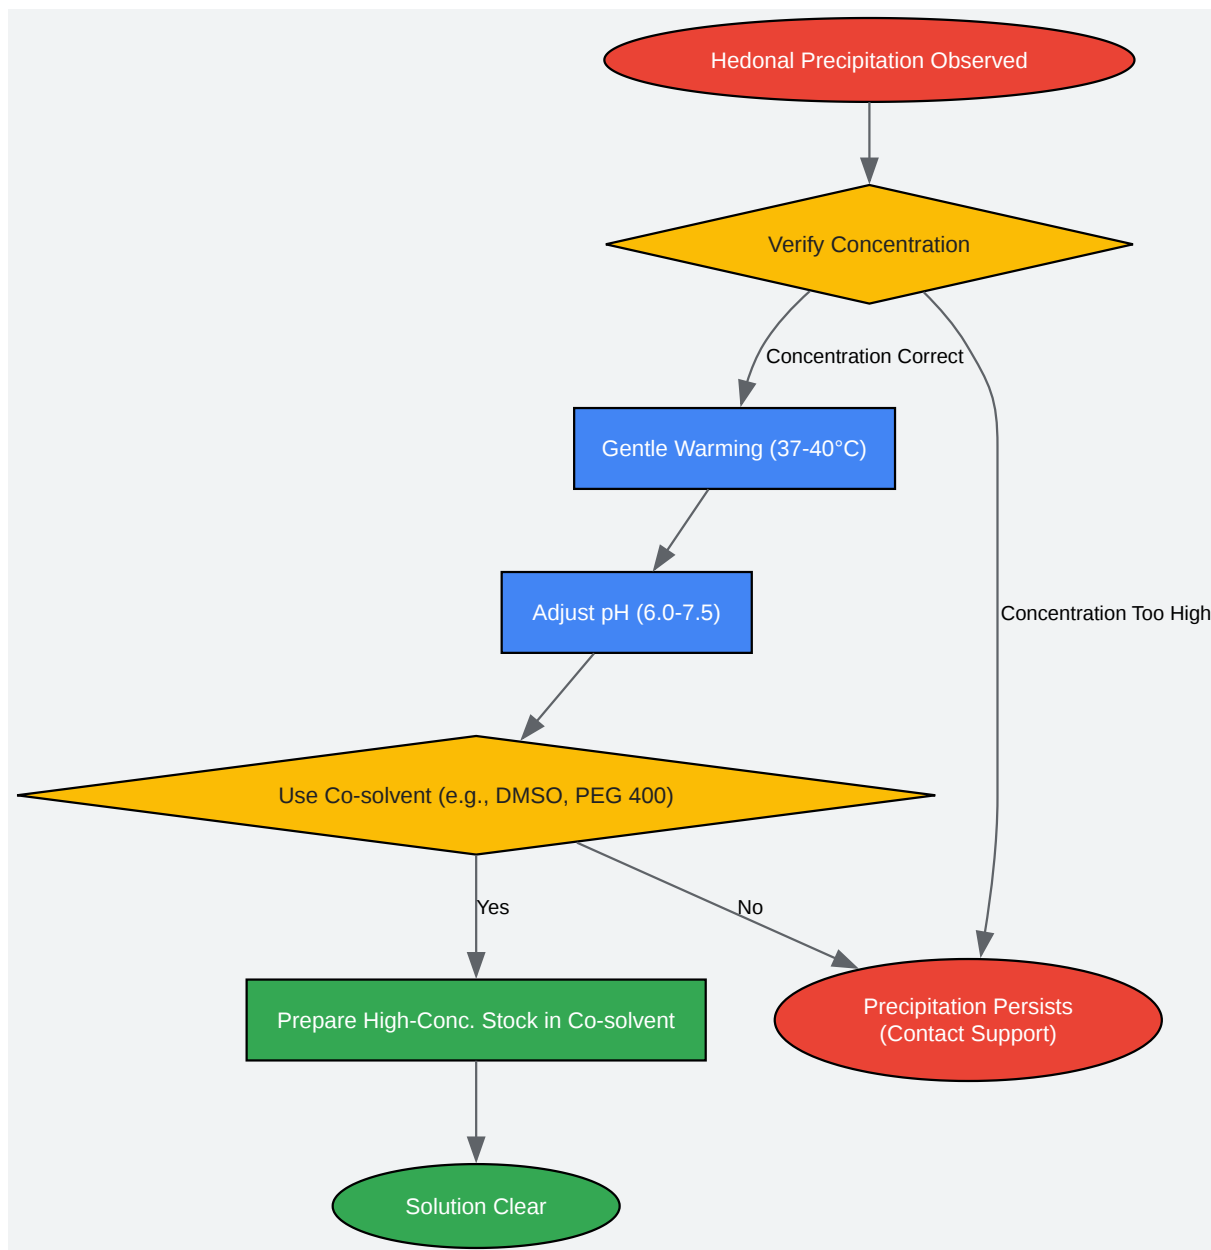 Hedonal Precipitation Observed
Verify Concentration
Concentration Correct
Gentle Warming (37-40°C)
Adjust pH (6.0-7.5)
Concentration Too High
Use Co-solvent (e.g., DMSO, PEG 400)
Yes
No
Precipitation Persists
(Contact Support)
Prepare High-Conc. Stock in Co-solvent
Solution Clear